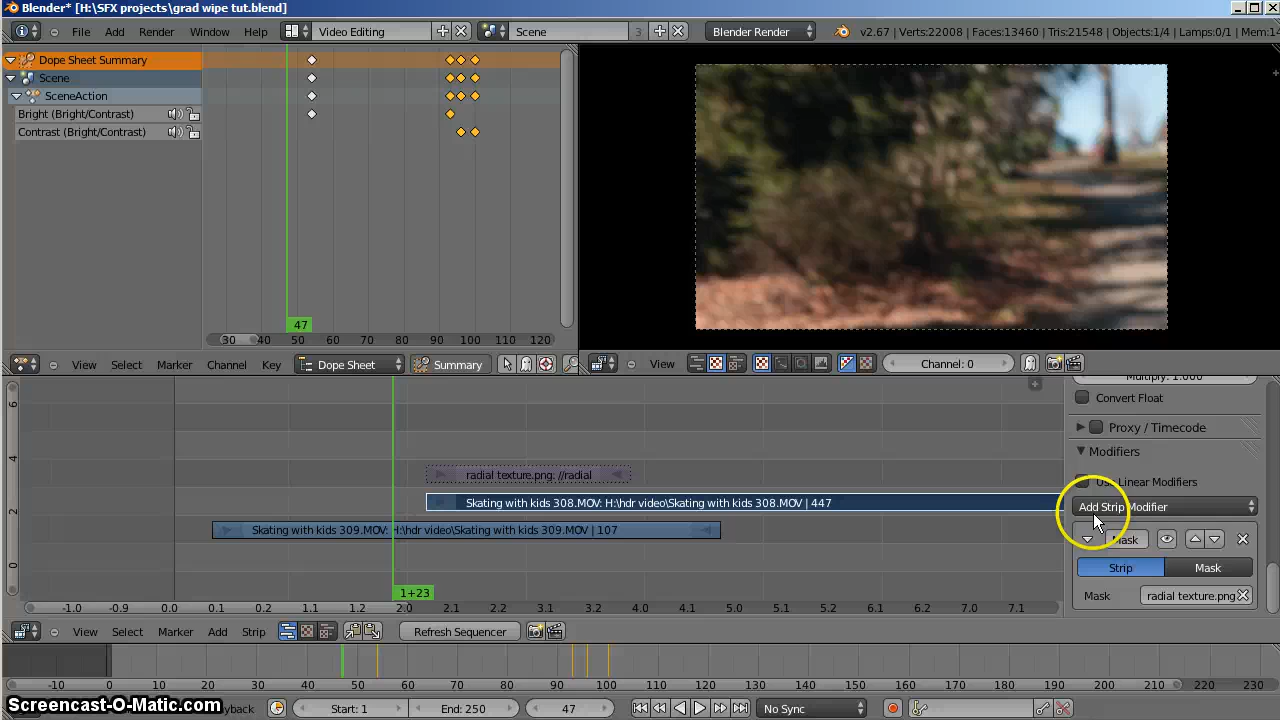 Blender* [H:\SFX projects\grad wipe tut.blend]
File Add Render Window Help Video Editing Scene 3 Blender Render v2.67 | Verts:22008 | Faces:13460 | Tris:21548 | Objects:1/4 | Lamps:0/1 | Mem:14
Dope Sheet Summary
Scene
SceneAction
Bright (Bright/Contrast)
Contrast (Bright/Contrast)
47
30 40 50 60 70 80 90 100 110 120
View Select Marker Channel Key Dope Sheet Summary
View Channel: 0
6
4
2
0
radial texture.png: //radial
Skating with kids 308.MOV: H:\hdr video\Skating with kids 308.MOV | 447
Skating with kids 309.MOV: H:\hdr video\Skating with kids 309.MOV | 107
1+23
-1.0 0.0 0.1 0.2 1.1 1.2 2.0 2.1 2.2 3.2 4.0 4.1 5.0 5.2 6.1 6.2 7.0 7.1
Multiply: 1.000
Convert Float
Proxy / Timecode
Modifiers
Use Linear Modifiers
Add Strip Modifier
Mask
Strip Mask
Mask radial texture.png
View Select Marker Add Strip Refresh Sequencer
-10 0 10 20 30 40 50 60 70 80 90 100 110 120 130 140 150 160 170 180 190 200 210 220 230
Screencast-O-Matic.com
yback Start: 1 End: 250 47 No Sync